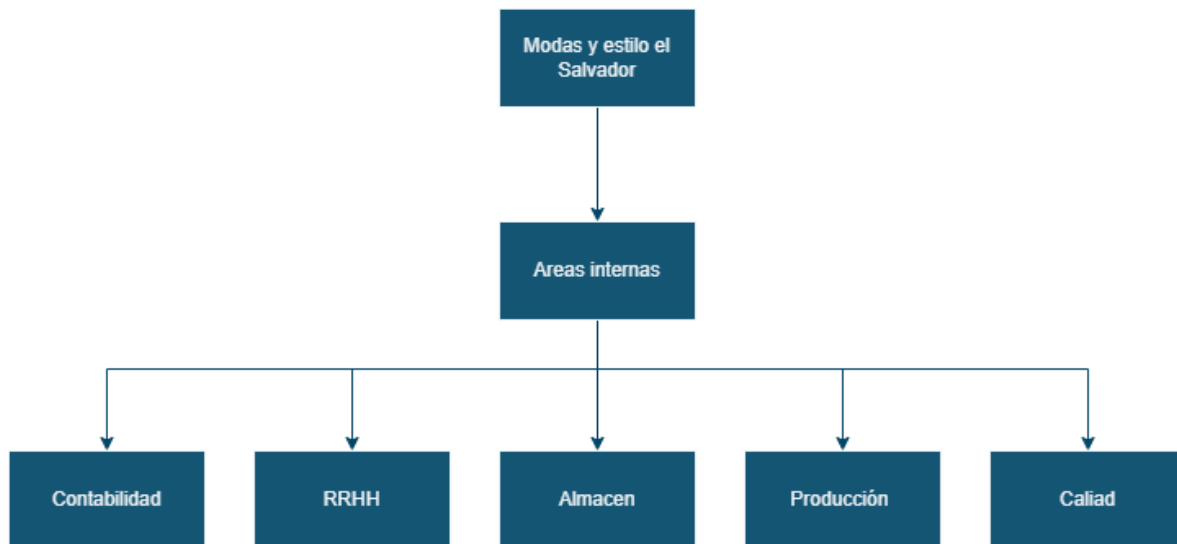 Modas y estilo el
Salvador
Areas internas
Contabilidad
RRHH
Almacen
Producción
Caliad